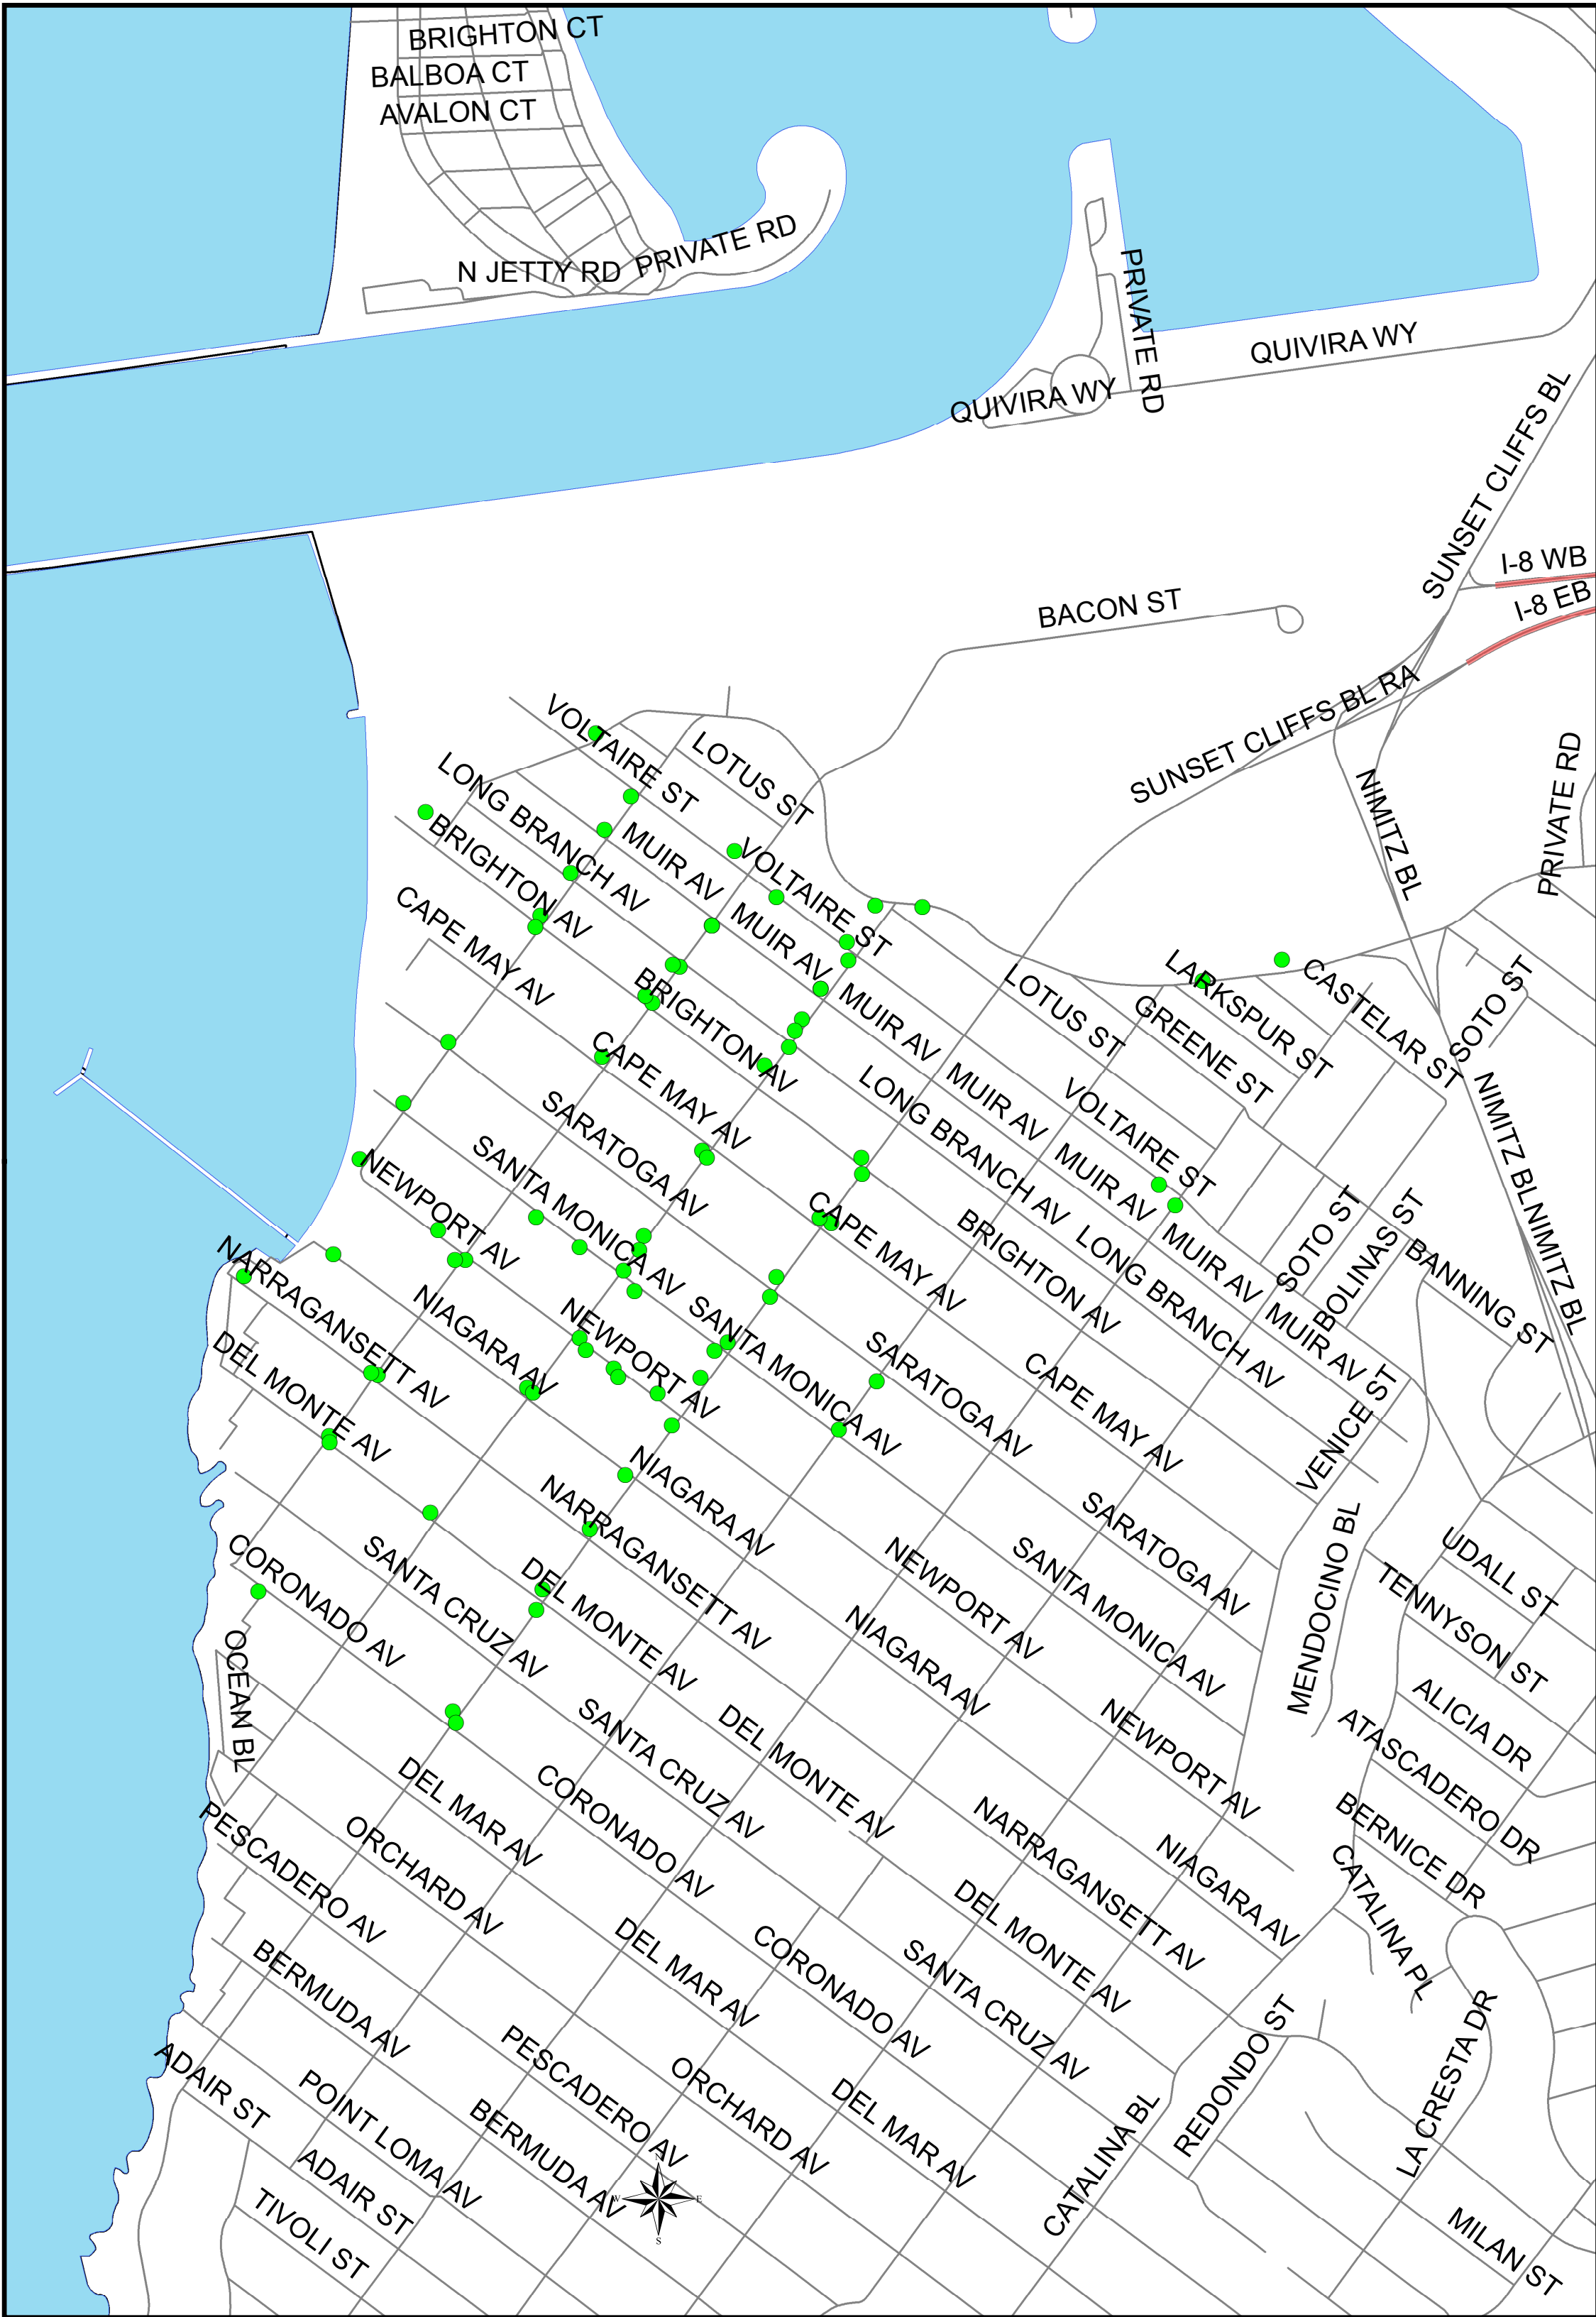 BRIGHTON CT
BALBOA CT
AVALON CT
N JETTY RD
PRIVATE RD
PRIVATE RD
QUIVIRA WY
QUIVIRA WY
SUNSET CLIFFS BL
I-8 WB
I-8 EB
BACON ST
SUNSET CLIFFS BL RA
NIMITZ BL
PRIVATE RD
VOLTAIRE ST
LOTUS ST
LONG BRANCH AV
MUIR AV
VOLTAIRE ST
BRIGHTON AV
CAPE MAY AV
MUIR AV
BRIGHTON AV
MUIR AV
LOTUS ST
LARKSPUR ST
CASTELAR ST
GREENE ST
SOTO ST
CAPE MAY AV
SARATOGA AV
LONG BRANCH AV
MUIR AV
VOLTAIRE ST
NIMITZ BL
NIMITZ BL
SANTA MONICA AV
NEWPORT AV
MUIR AV
CAPE MAY AV
BRIGHTON AV
LONG BRANCH AV
MUIR AV
SOTO ST
BOLINAS ST
BANNING ST
MUIR AV
NARRAGANSETT AV
NIAGARA AV
NEWPORT AV
SANTA MONICA AV
SARATOGA AV
CAPE MAY AV
VENICE ST
DEL MONTE AV
NIAGARA AV
NARRAGANSETT AV
SARATOGA AV
SANTA MONICA AV
NEWPORT AV
MENDOCINO BL
UDALL ST
TENNYSON ST
CORONADO AV
SANTA CRUZ AV
DEL MONTE AV
NIAGARA AV
OCEAN BL
ALICIA DR
ATASCADERO DR
NEWPORT AV
SANTA CRUZ AV
DEL MONTE AV
DEL MAR AV
CORONADO AV
NARRAGANSETT AV
NIAGARA AV
BERNICE DR
CATALINA PL
PESCADERO AV
ORCHARD AV
DEL MONTE AV
BERMUDA AV
DEL MAR AV
CORONADO AV
SANTA CRUZ AV
REDONDO ST
LA CRESTA DR
ADAIR ST
POINT LOMA AV
PESCADERO AV
ORCHARD AV
DEL MAR AV
CATALINA BL
BERMUDA AV
ADAIR ST
TIVOLI ST
MILAN ST
N
W
E
S